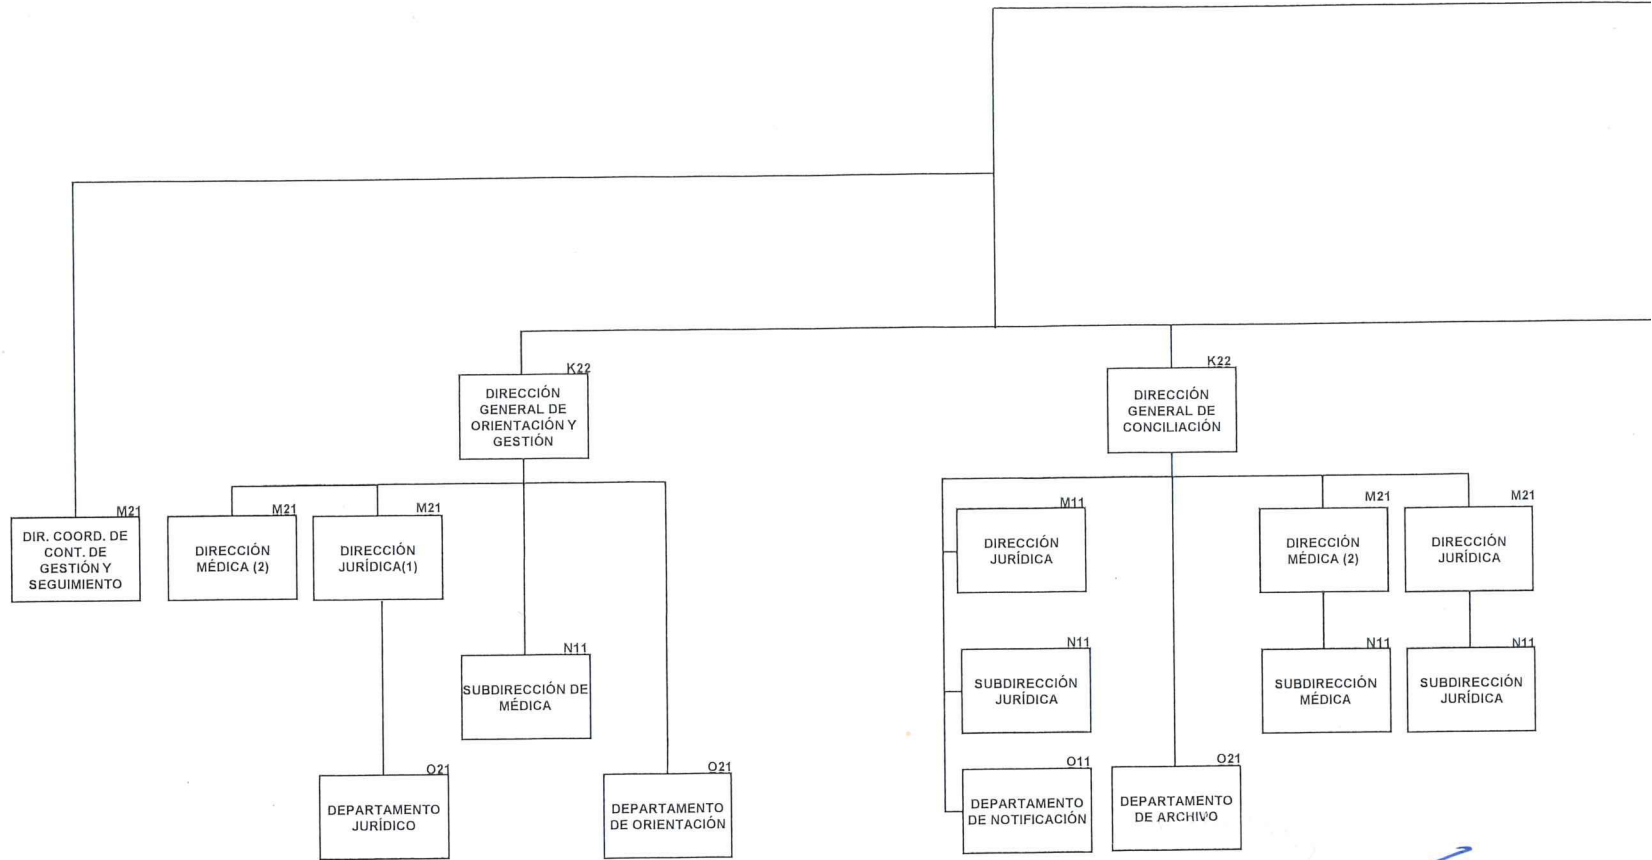 K22
DIRECCIÓN
GENERAL DE
ORIENTACIÓN Y
GESTIÓN
K22
DIRECCIÓN
GENERAL DE
CONCILIACIÓN
M21
DIR. COORD. DE
CONT. DE
GESTIÓN Y
SEGUIMIENTO
M21
DIRECCIÓN
MÉDICA (2)
M21
DIRECCIÓN
JURÍDICA(1)
M11
DIRECCIÓN
JURÍDICA
M21
DIRECCIÓN
MÉDICA (2)
M21
DIRECCIÓN
JURÍDICA
N11
SUBDIRECCIÓN DE
MÉDICA
N11
SUBDIRECCIÓN
JURÍDICA
N11
SUBDIRECCIÓN
MÉDICA
N11
SUBDIRECCIÓN
JURÍDICA
O21
DEPARTAMENTO
JURÍDICO
O21
DEPARTAMENTO
DE ORIENTACIÓN
O11
DEPARTAMENTO
DE NOTIFICACIÓN
O21
DEPARTAMENTO
DE ARCHIVO